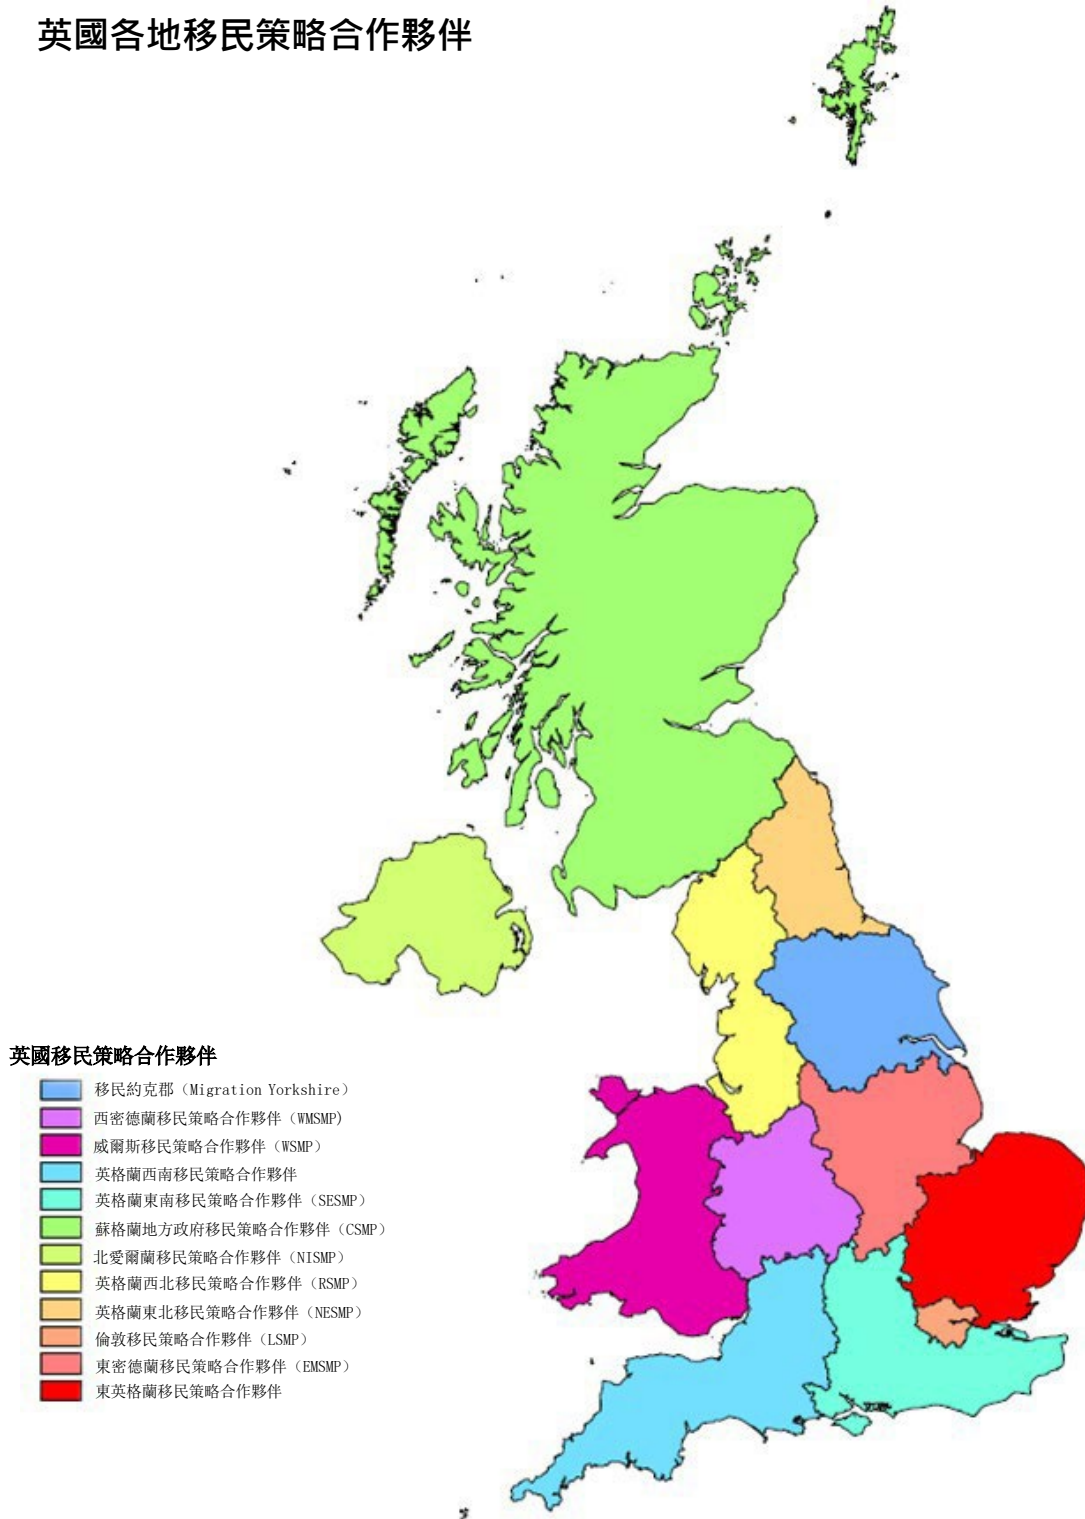 英國各地移民策略合作夥伴
英國移民策略合作夥伴
移民約克郡（Migration Yorkshire）
西密德蘭移民策略合作夥伴（WMSMP)
威爾斯移民策略合作夥伴（WSMP）
英格蘭西南移民策略合作夥伴
英格蘭東南移民策略合作夥伴（SESMP）
蘇格蘭地方政府移民策略合作夥伴（CSMP）
北愛爾蘭移民策略合作夥伴（NISMP）
英格蘭西北移民策略合作夥伴（RSMP）
英格蘭東北移民策略合作夥伴（NESMP）
倫敦移民策略合作夥伴（LSMP）
東密德蘭移民策略合作夥伴（EMSMP）
東英格蘭移民策略合作夥伴